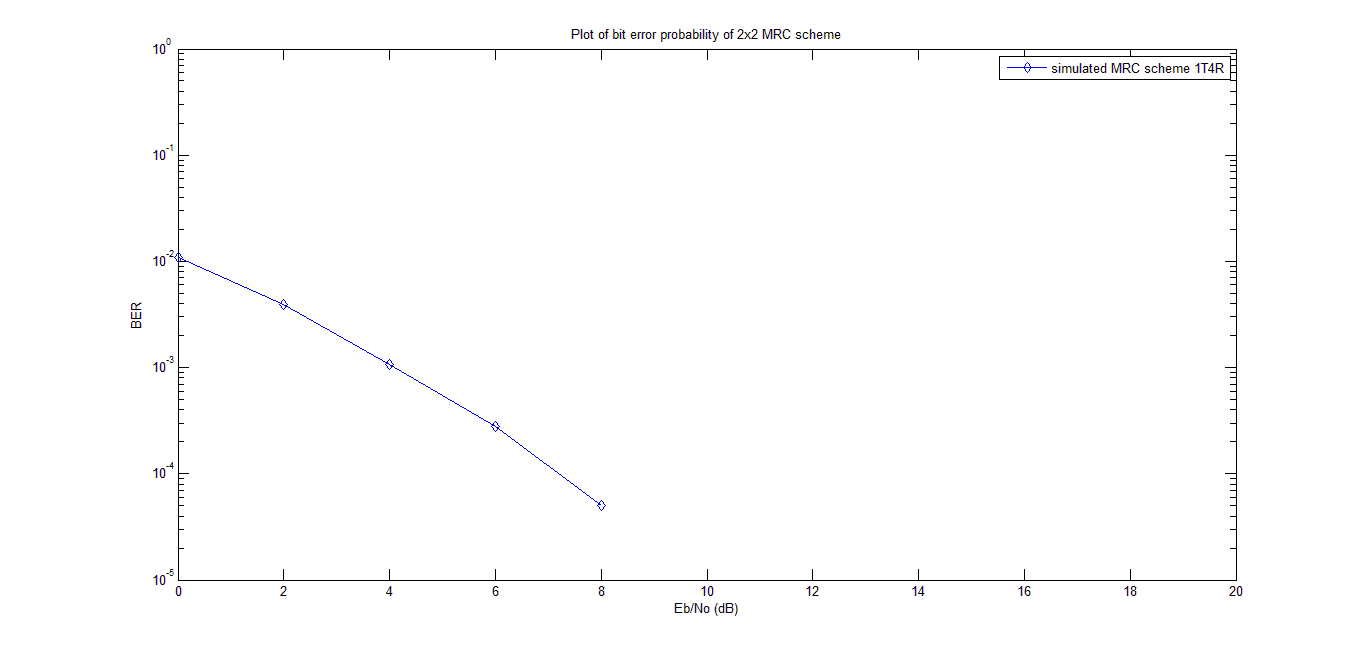 Plot of bit error probability of 2x2 MRC scheme
simulated MRC scheme 1T4R
10^0
10^-1
10^-2
10^-3
10^-4
10^-5
BER
0 2 4 6 8 10 12 14 16 18 20
Eb/No (dB)